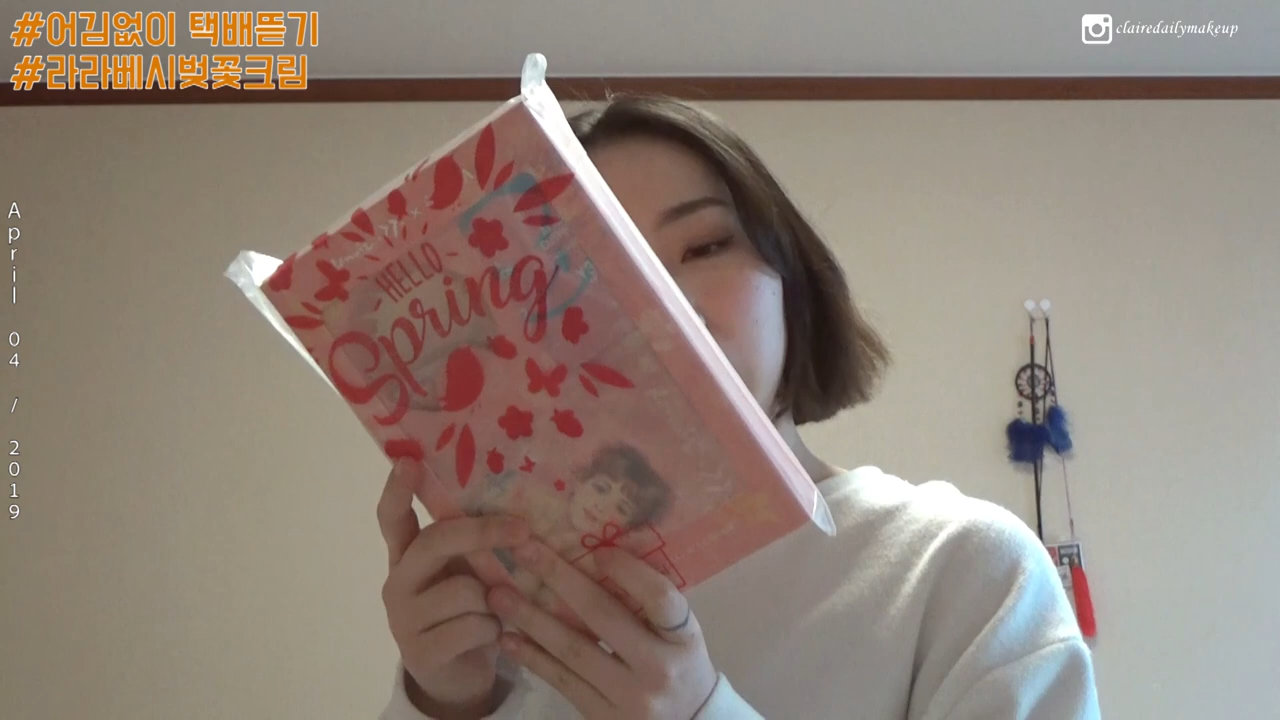 #어김없이 택배뜯기
#라라베시벚꽃크림
clairedailymakeup
April 04 / 2019
HELLO
Spring